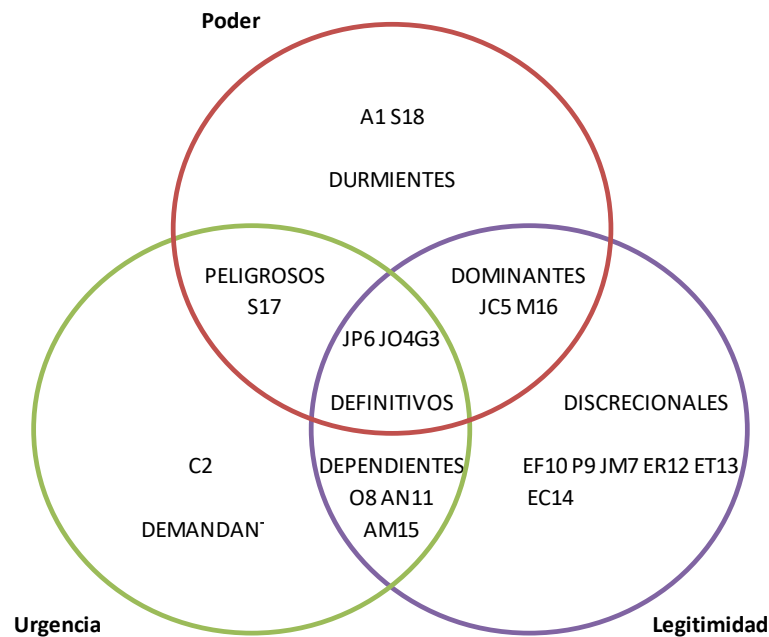 Poder
A1 S18
DURMIENTES
PELIGROSOS
S17
DOMINANTES
JC5 M16
JP6 JO4G3
DEFINITIVOS
DISCRECIONALES
C2
DEPENDIENTES
O8 AN11
AM15
EF10 P9 JM7 ER12 ET13
EC14
DEMANDAN
Urgencia
Legitimidad